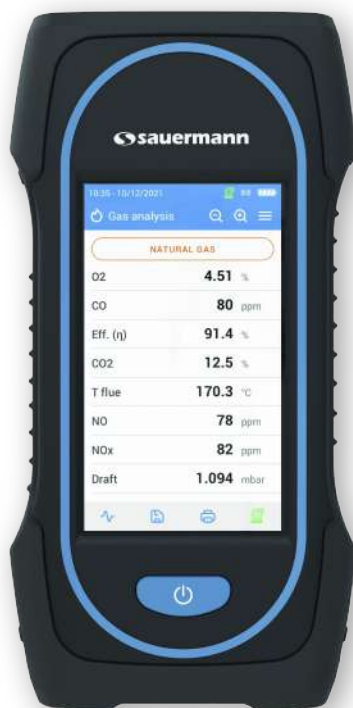 sauermann
10:35 - 10/12/2021
Gas analysis
NATURAL GAS
O2 4.51 %
CO 80 ppm
Eff. (η) 91.4 %
CO2 12.5 %
T flue 170.3 °C
NO 78 ppm
NOx 82 ppm
Draft 1.094 mbar